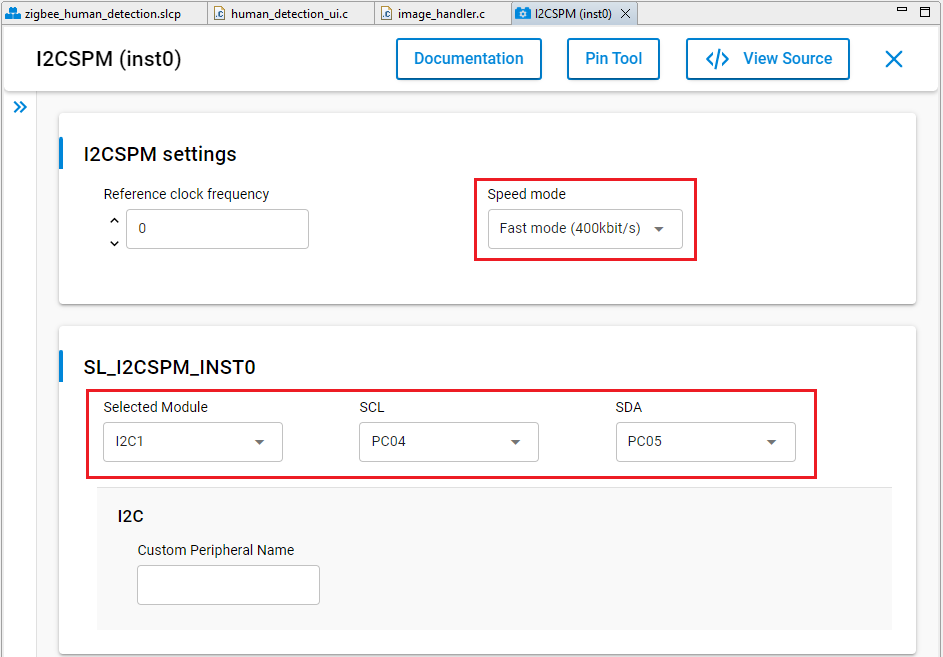 zigbee_human_detection.slcp human_detection_ui.c image_handler.c I2CSPM (inst0)
I2CSPM (inst0) Documentation Pin Tool View Source
I2CSPM settings
Reference clock frequency Speed mode
0 Fast mode (400kbit/s)
SL_I2CSPM_INST0
Selected Module SCL SDA
I2C1 PC04 PC05
I2C
Custom Peripheral Name